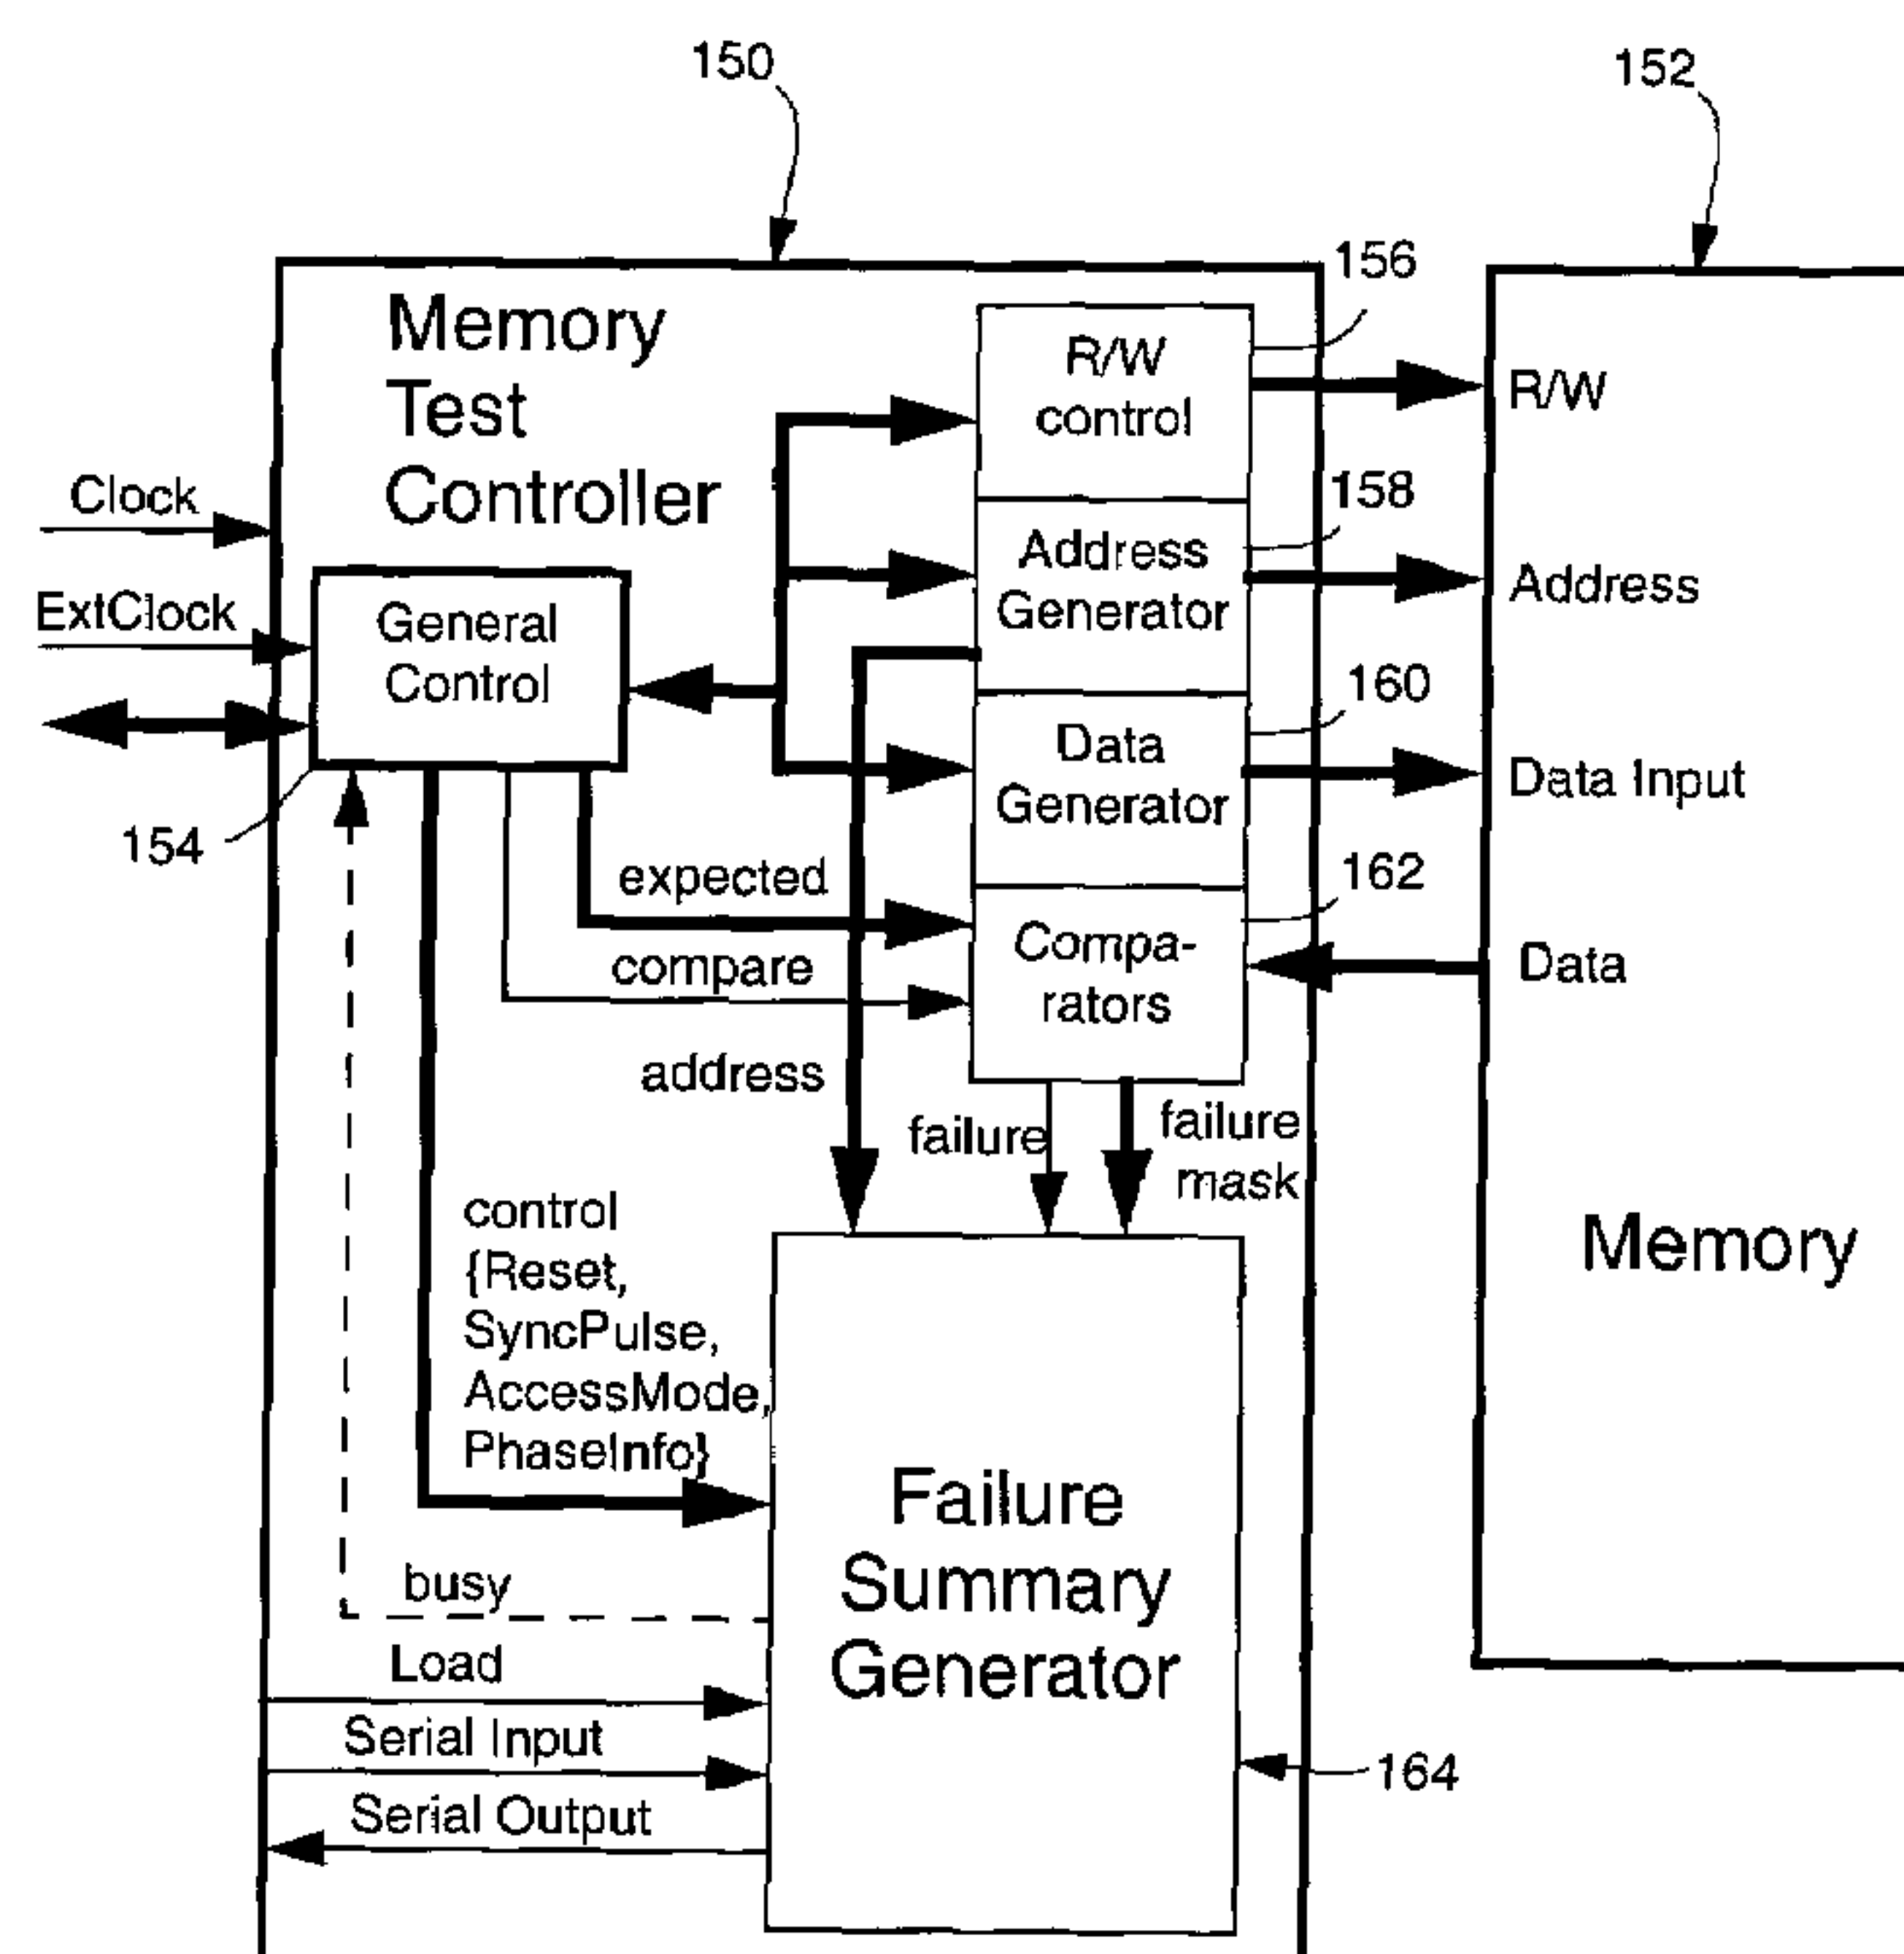 150
152
156
Memory
Test
Controller
R/W
control
R/W
158
Clock
Address
Generator
Address
ExtClock
General
Control
160
Data
Generator
Data Input
154
expected
162
Compa-
rators
Data
compare
address
failure
failure
mask
control
{Reset,
SyncPulse,
AccessMode,
PhaseInfo}
Memory
Failure
Summary
Generator
busy
Load
Serial Input
Serial Output
164